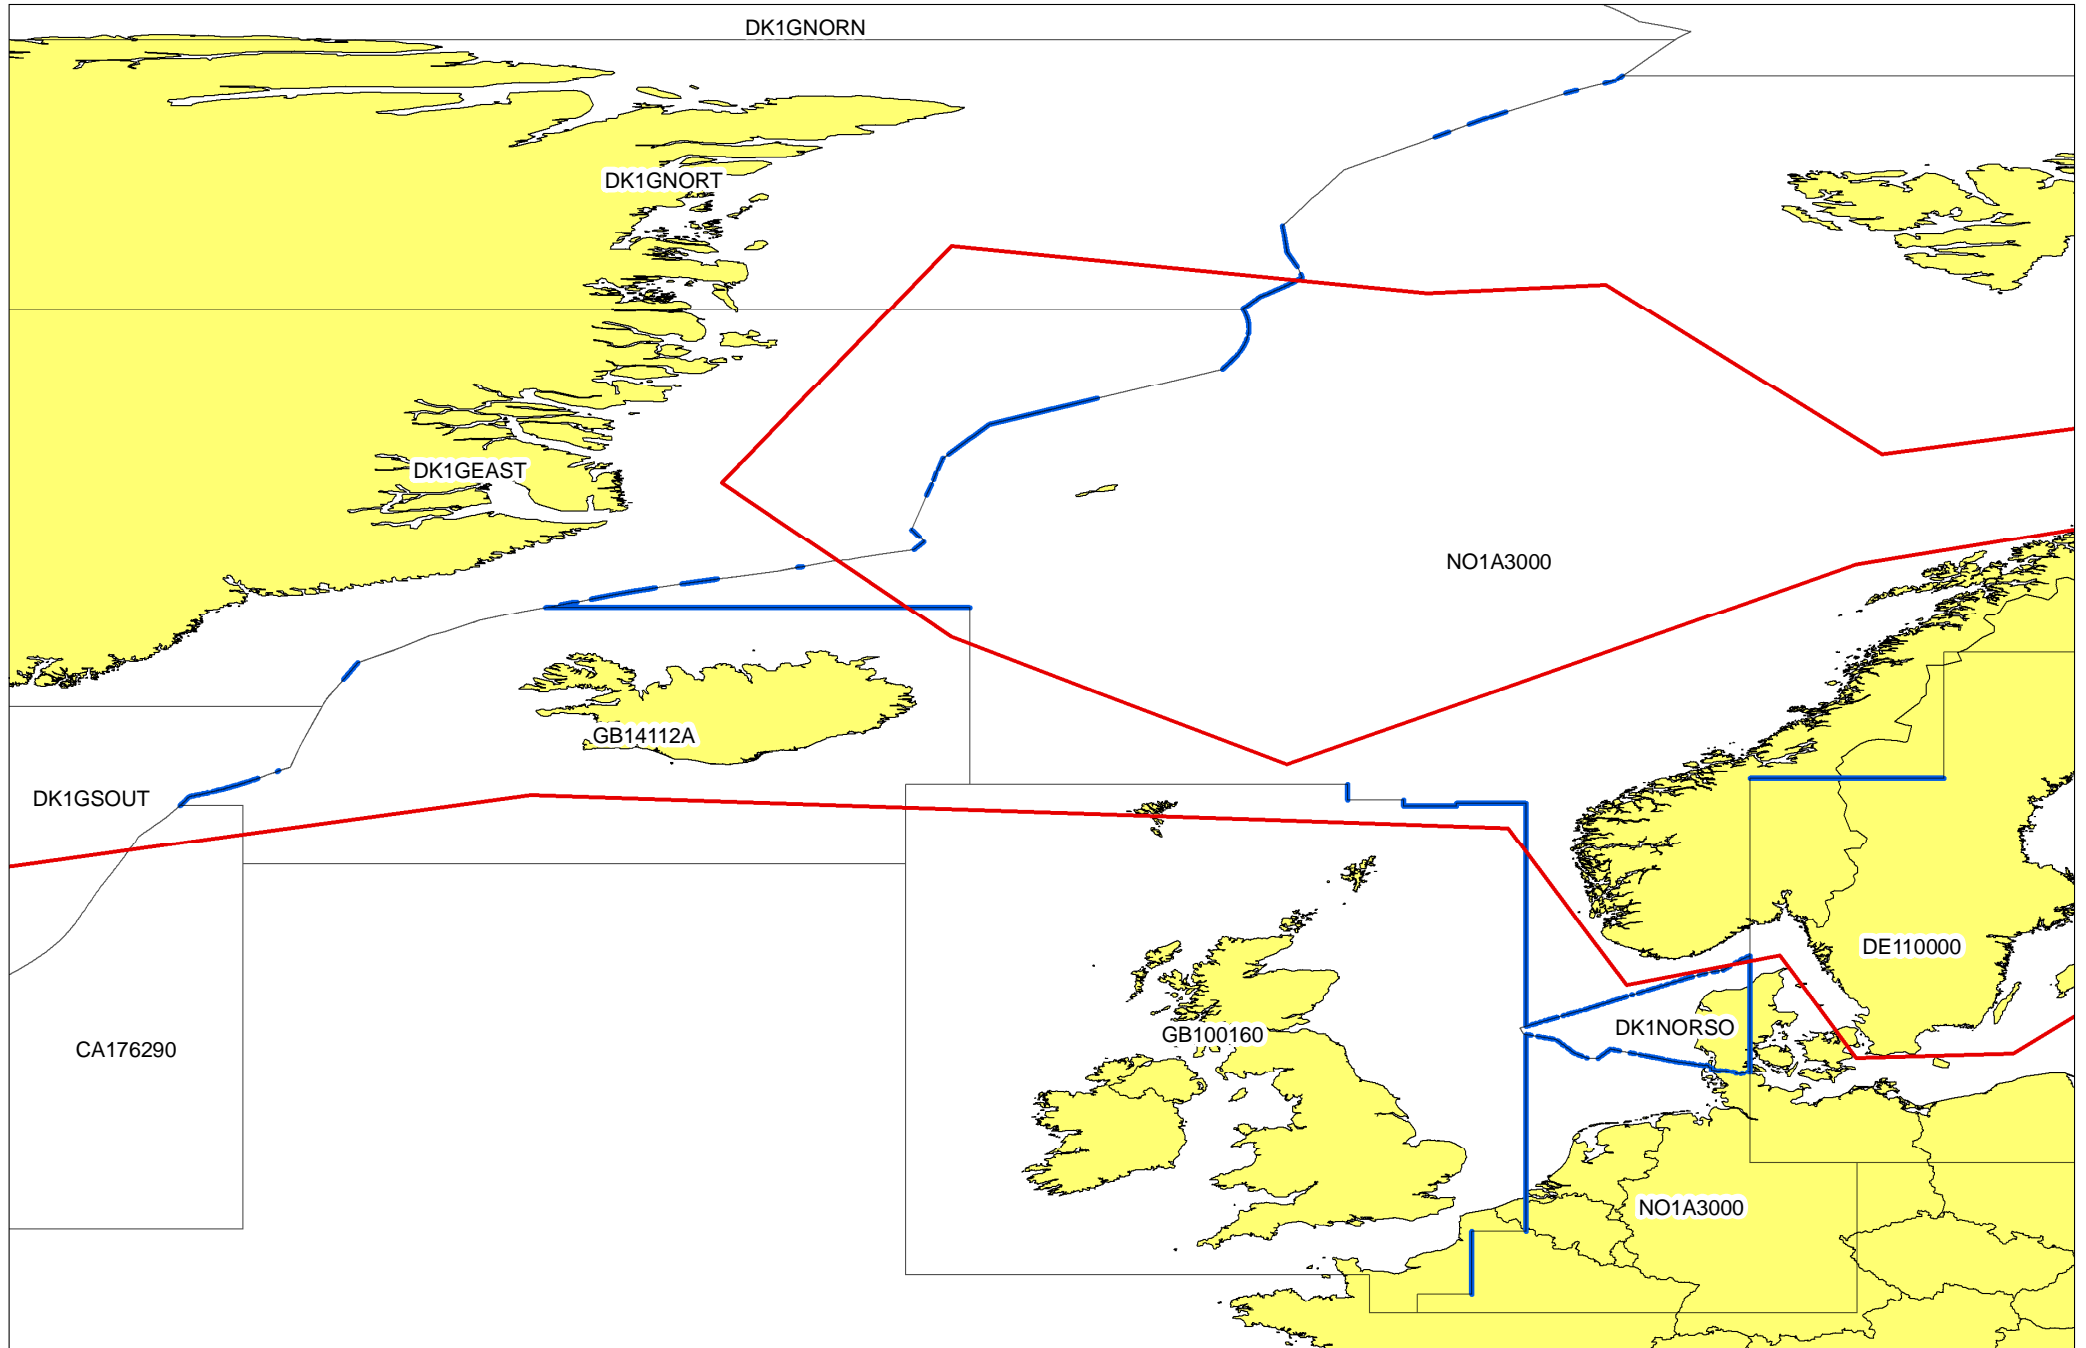 DK1GNORN
DK1GNORT
DK1GEAST
NO1A3000
GB14112A
DK1GSOUT
DE110000
DK1NORSO
GB100160
CA176290
NO1A3000